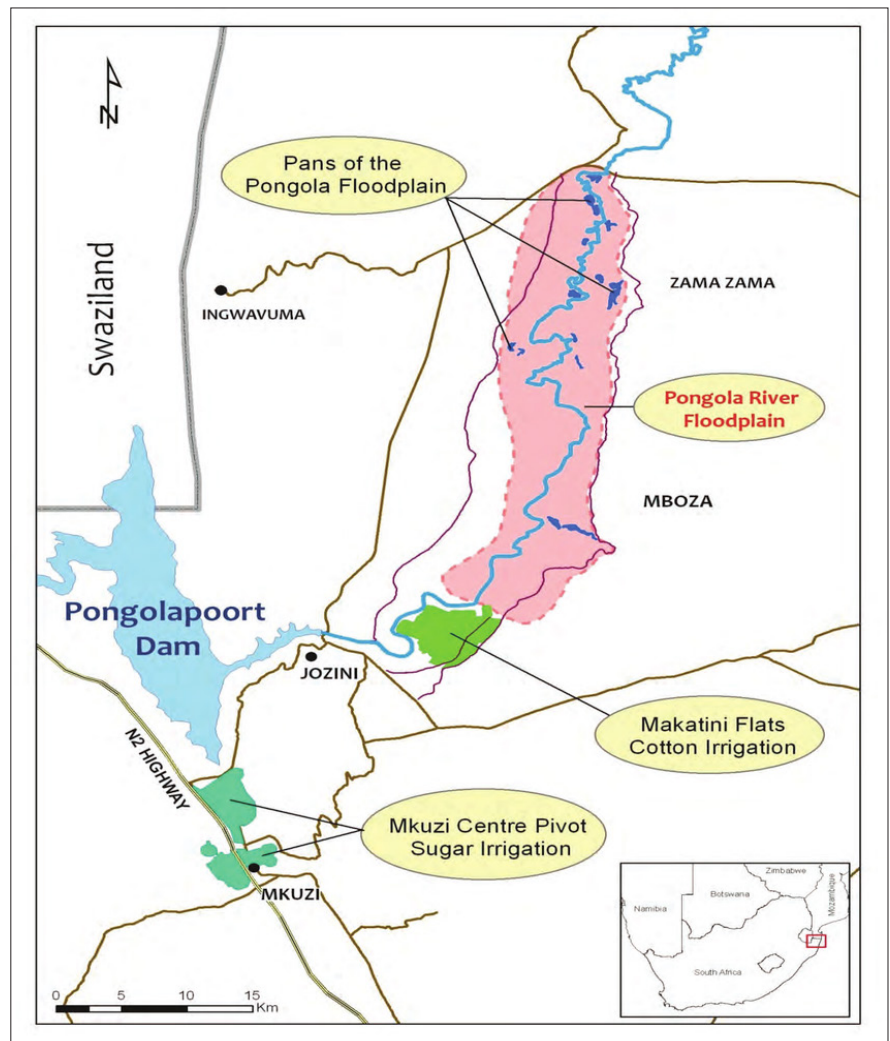 N
Pans of the
Pongola Floodplain
Swaziland
INGWAVUMA
ZAMA ZAMA
Pongola River
Floodplain
MBOZA
Pongolapoort
Dam
JOZINI
Makatini Flats
Cotton Irrigation
N2 HIGHWAY
Mkuzi Centre Pivot
Sugar Irrigation
MKUZI
Zimbabwe
Botswana
Mozambique
Namibia
South Africa
0 5 10 15
Km